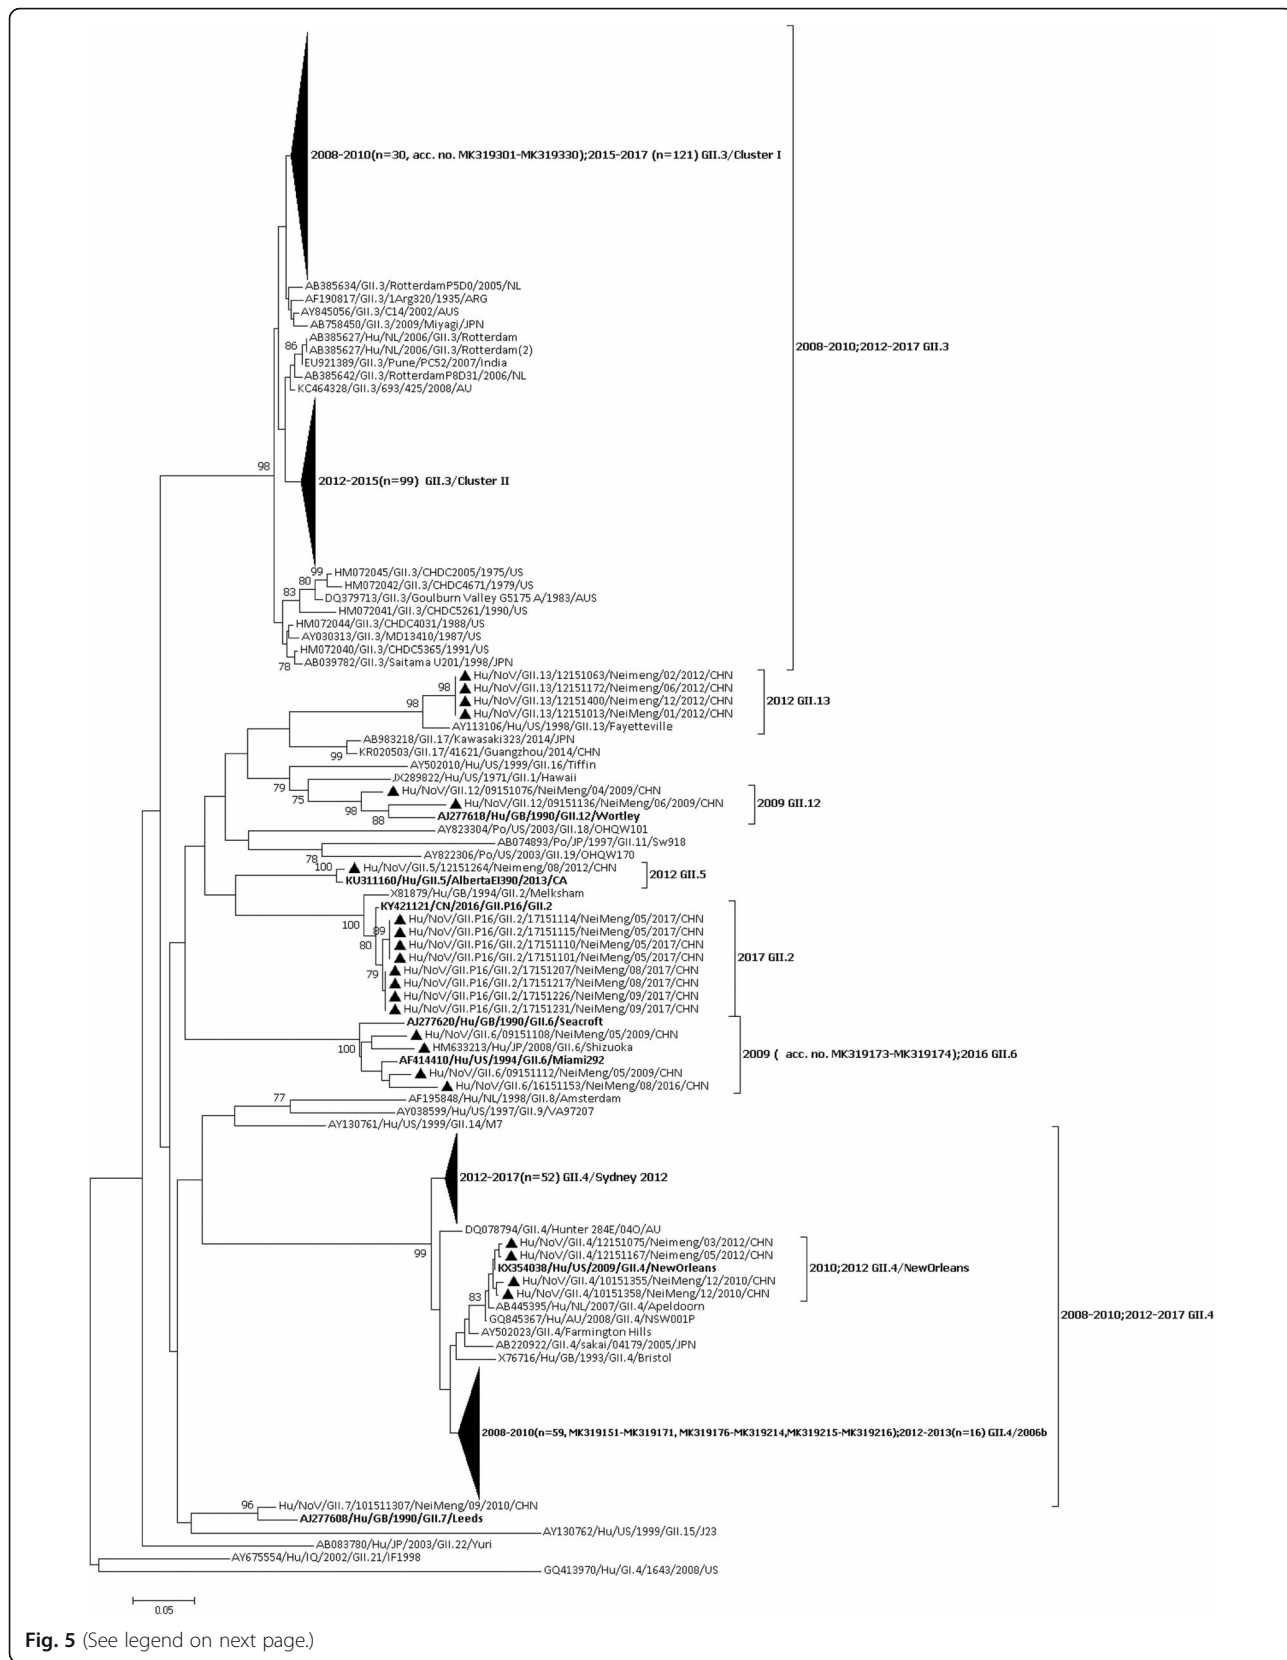 2008-2010(n=30, acc. no. MK319301-MK319330);2015-2017 (n=121) GII.3/Cluster I
AB385634/GII.3/RotterdamP5D0/2005/NL
AF190817/GII.3/1Arg320/1935/ARG
AY845056/GII.3/C14/2002/AUS
AB758450/GII.3/2009/Miyagi/JPN
AB385627/Hu/NL/2006/GII.3/Rotterdam
86
AB385627/Hu/NL/2006/GII.3/Rotterdam(2)
2008-2010;2012-2017 GII.3
EU921389/GII.3/Pune/PC52/2007/India
AB385642/GII.3/RotterdamP8D31/2006/NL
KC464328/GII.3/693/425/2008/AU
98
2012-2015(n=99) GII.3/Cluster II
99
HM072045/GII.3/CHDC2005/1975/US
80
HM072042/GII.3/CHDC4671/1979/US
83
DQ379713/GII.3/Goulburn Valley G5175 A/1983/AUS
HM072041/GII.3/CHDC5261/1990/US
HM072044/GII.3/CHDC4031/1988/US
AY030313/GII.3/MD13410/1987/US
HM072040/GII.3/CHDC5365/1991/US
78
AB039782/GII.3/Saitama U201/1998/JPN
Hu/NoV/GII.13/12151063/Neimeng/02/2012/CHN
98
Hu/NoV/GII.13/12151172/Neimeng/06/2012/CHN
98
Hu/NoV/GII.13/12151400/Neimeng/12/2012/CHN
2012 GII.13
Hu/NoV/GII.13/12151013/NeiMeng/01/2012/CHN
AY113106/Hu/US/1998/GII.13/Fayetteville
AB983218/GII.17/Kawasaki323/2014/JPN
99
KR020503/GII.17/41621/Guangzhou/2014/CHN
AY502010/Hu/US/1999/GII.16/Tiffin
79
JX289822/Hu/US/1971/GII.1/Hawaii
75
Hu/NoV/GII.12/09151076/NeiMeng/04/2009/CHN
98
Hu/NoV/GII.12/09151136/NeiMeng/06/2009/CHN
2009 GII.12
88
AJ277618/Hu/GB/1990/GII.12/Wortley
AY823304/Po/US/2003/GII.18/OHQW101
AB074893/Po/JP/1997/GII.11/Sw918
78
AY822306/Po/US/2003/GII.19/OHQW170
100
Hu/NoV/GII.5/12151264/Neimeng/08/2012/CHN
2012 GII.5
KU311160/Hu/GII.5/AlbertaEI390/2013/CA
X81879/Hu/GB/1994/GII.2/Melksham
KY421121/CN/2016/GII.P16/GII.2
100
Hu/NoV/GII.P16/GII.2/17151114/NeiMeng/05/2017/CHN
89
Hu/NoV/GII.P16/GII.2/17151115/NeiMeng/05/2017/CHN
80
Hu/NoV/GII.P16/GII.2/17151110/NeiMeng/05/2017/CHN
Hu/NoV/GII.P16/GII.2/17151101/NeiMeng/05/2017/CHN
2017 GII.2
79
Hu/NoV/GII.P16/GII.2/17151207/NeiMeng/08/2017/CHN
Hu/NoV/GII.P16/GII.2/17151217/NeiMeng/08/2017/CHN
Hu/NoV/GII.P16/GII.2/17151226/NeiMeng/09/2017/CHN
Hu/NoV/GII.P16/GII.2/17151231/NeiMeng/09/2017/CHN
AJ277620/Hu/GB/1990/GII.6/Seacroft
Hu/NoV/GII.6/09151108/NeiMeng/05/2009/CHN
100
HM633213/Hu/JP/2008/GII.6/Shizuoka
2009 ( acc. no. MK319173-MK319174);2016 GII.6
AF414410/Hu/US/1994/GII.6/Miami292
Hu/NoV/GII.6/09151112/NeiMeng/05/2009/CHN
Hu/NoV/GII.6/16151153/NeiMeng/08/2016/CHN
77
AF195848/Hu/NL/1998/GII.8/Amsterdam
AY038599/Hu/US/1997/GII.9/VA97207
AY130761/Hu/US/1999/GII.14/M7
2012-2017(n=52) GII.4/Sydney 2012
DQ078794/GII.4/Hunter 284E/04O/AU
99
Hu/NoV/GII.4/12151075/Neimeng/03/2012/CHN
Hu/NoV/GII.4/12151167/Neimeng/05/2012/CHN
KX354038/Hu/US/2009/GII.4/NewOrleans
2010;2012 GII.4/NewOrleans
Hu/NoV/GII.4/10151355/NeiMeng/12/2010/CHN
83
Hu/NoV/GII.4/10151358/NeiMeng/12/2010/CHN
AB445395/Hu/NL/2007/GII.4/Apeldoorn
2008-2010;2012-2017 GII.4
GQ845367/Hu/AU/2008/GII.4/NSW001P
AY502023/GII.4/Farmington Hills
AB220922/GII.4/sakai/04179/2005/JPN
X76716/Hu/GB/1993/GII.4/Bristol
2008-2010(n=59, MK319151-MK319171, MK319176-MK319214,MK319215-MK319216);2012-2013(n=16) GII.4/2006b
96
Hu/NoV/GII.7/101511307/NeiMeng/09/2010/CHN
AJ277608/Hu/GB/1990/GII.7/Leeds
AY130762/Hu/US/1999/GII.15/J23
AB083780/Hu/JP/2003/GII.22/Yuri
AY675554/Hu/IQ/2002/GII.21/IF1998
GQ413970/Hu/GI.4/1643/2008/US
0.05
Fig. 5 (See legend on next page.)